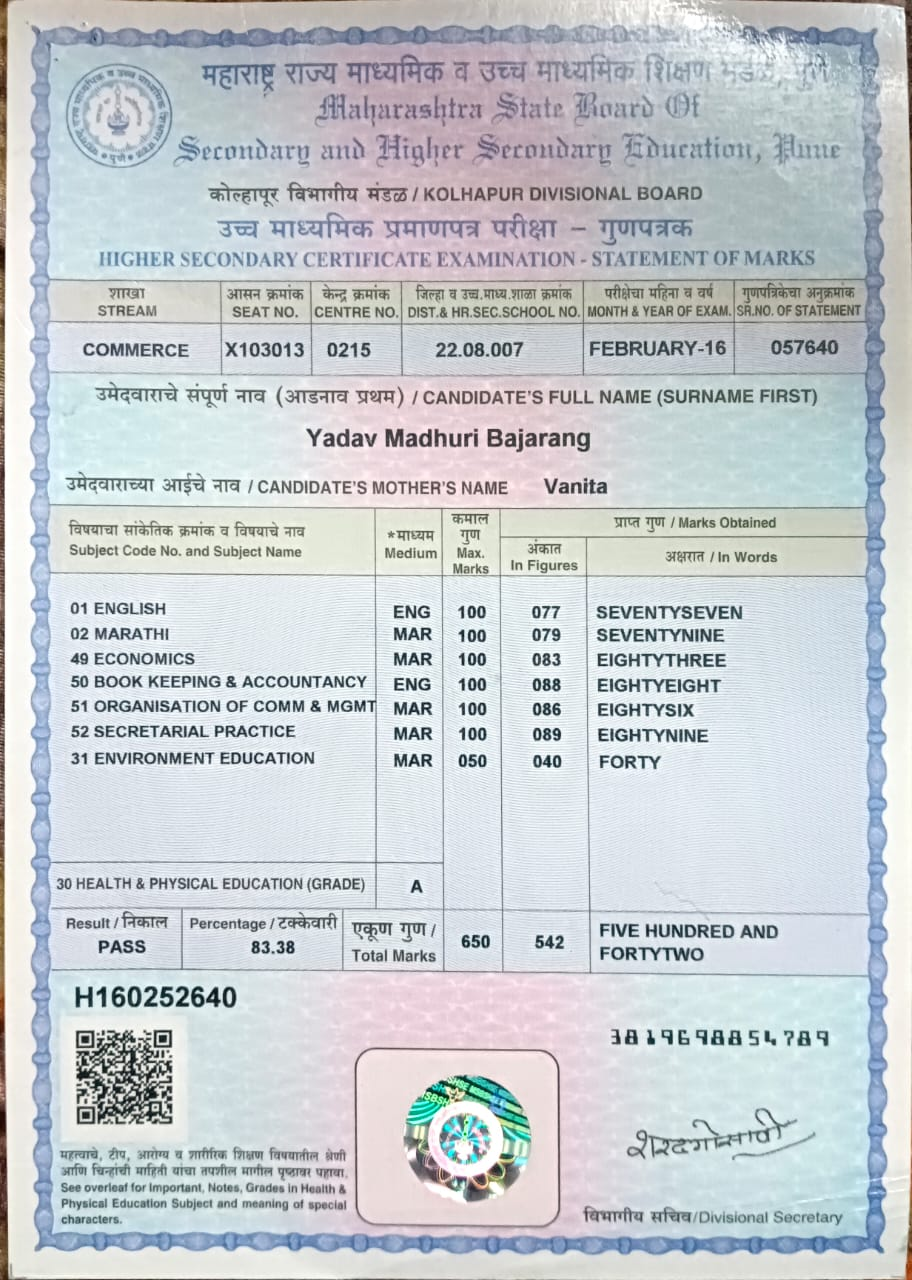 महाराष्ट्र राज्य माध्यमिक व उच्च माध्यमिक शिक्षण मंडळ, पुणे
Maharashtra State Board Of
Secondary and Higher Secondary Education, Pune
कोल्हापूर विभागीय मंडळ / KOLHAPUR DIVISIONAL BOARD
उच्च माध्यमिक प्रमाणपत्र परीक्षा – गुणपत्रक
HIGHER SECONDARY CERTIFICATE EXAMINATION - STATEMENT OF MARKS
शाखा आसन क्रमांक केन्द्र क्रमांक जिल्हा व उच्च.माध्य.शाळा क्रमांक परीक्षेचा महिना व वर्ष गुणपत्रिकेचा अनुक्रमांक
STREAM SEAT NO. CENTRE NO. DIST.& HR.SEC.SCHOOL NO. MONTH & YEAR OF EXAM. SR.NO. OF STATEMENT
COMMERCE X103013 0215 22.08.007 FEBRUARY-16 057640
उमेदवाराचे संपूर्ण नाव (आडनाव प्रथम) / CANDIDATE'S FULL NAME (SURNAME FIRST)
Yadav Madhuri Bajarang
उमेदवाराच्या आईचे नाव / CANDIDATE'S MOTHER'S NAME Vanita
विषयाचा सांकेतिक क्रमांक व विषयाचे नाव
Subject Code No. and Subject Name
*माध्यम
Medium
कमाल
गुण
Max.
Marks
प्राप्त गुण / Marks Obtained
अंकात
In Figures
अक्षरात / In Words
01 ENGLISH ENG 100 077 SEVENTYSEVEN
02 MARATHI MAR 100 079 SEVENTYNINE
49 ECONOMICS MAR 100 083 EIGHTYTHREE
50 BOOK KEEPING & ACCOUNTANCY ENG 100 088 EIGHTYEIGHT
51 ORGANISATION OF COMM & MGMT MAR 100 086 EIGHTYSIX
52 SECRETARIAL PRACTICE MAR 100 089 EIGHTYNINE
31 ENVIRONMENT EDUCATION MAR 050 040 FORTY
30 HEALTH & PHYSICAL EDUCATION (GRADE) A
Result / निकाल
PASS
Percentage / टक्केवारी
83.38
एकूण गुण /
Total Marks
650 542
FIVE HUNDRED AND
FORTYTWO
H160252640
3819698854789
महत्वाचे, टीप, आरोग्य व शारीरिक शिक्षण विषयातील श्रेणी
आणि चिन्हांची माहिती यांचा तपशील मागील पृष्ठावर पहावा.
See overleaf for Important, Notes, Grades in Health &
Physical Education Subject and meaning of special
characters.
शरदगोसावी
विभागीय सचिव/Divisional Secretary